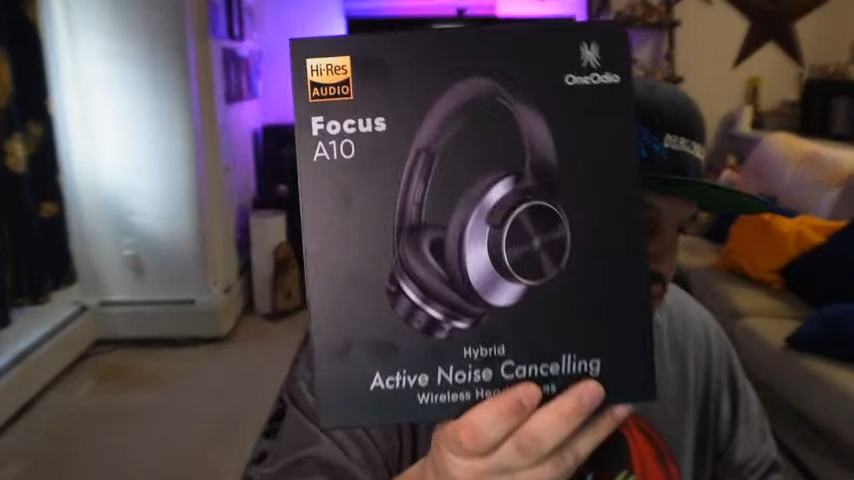 Hi-Res
AUDIO
OneOdio
Focus
A10
Hybrid
Active Noise Cancelling
Wireless